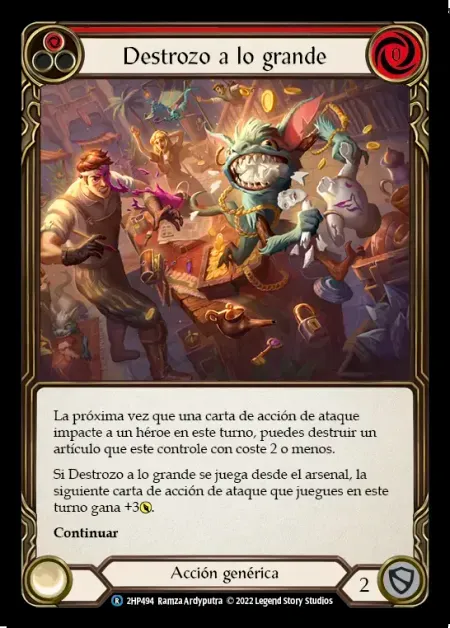 Destrozo a lo grande
0
La próxima vez que una carta de acción de ataque
impacte a un héroe en este turno, puedes destruir un
artículo que este controle con coste 2 o menos.
Si Destrozo a lo grande se juega desde el arsenal, la
siguiente carta de acción de ataque que juegues en este
turno gana +3.
Continuar
Acción genérica
2
R 2HP494 Ramza Ardyputra © 2022 Legend Story Studios